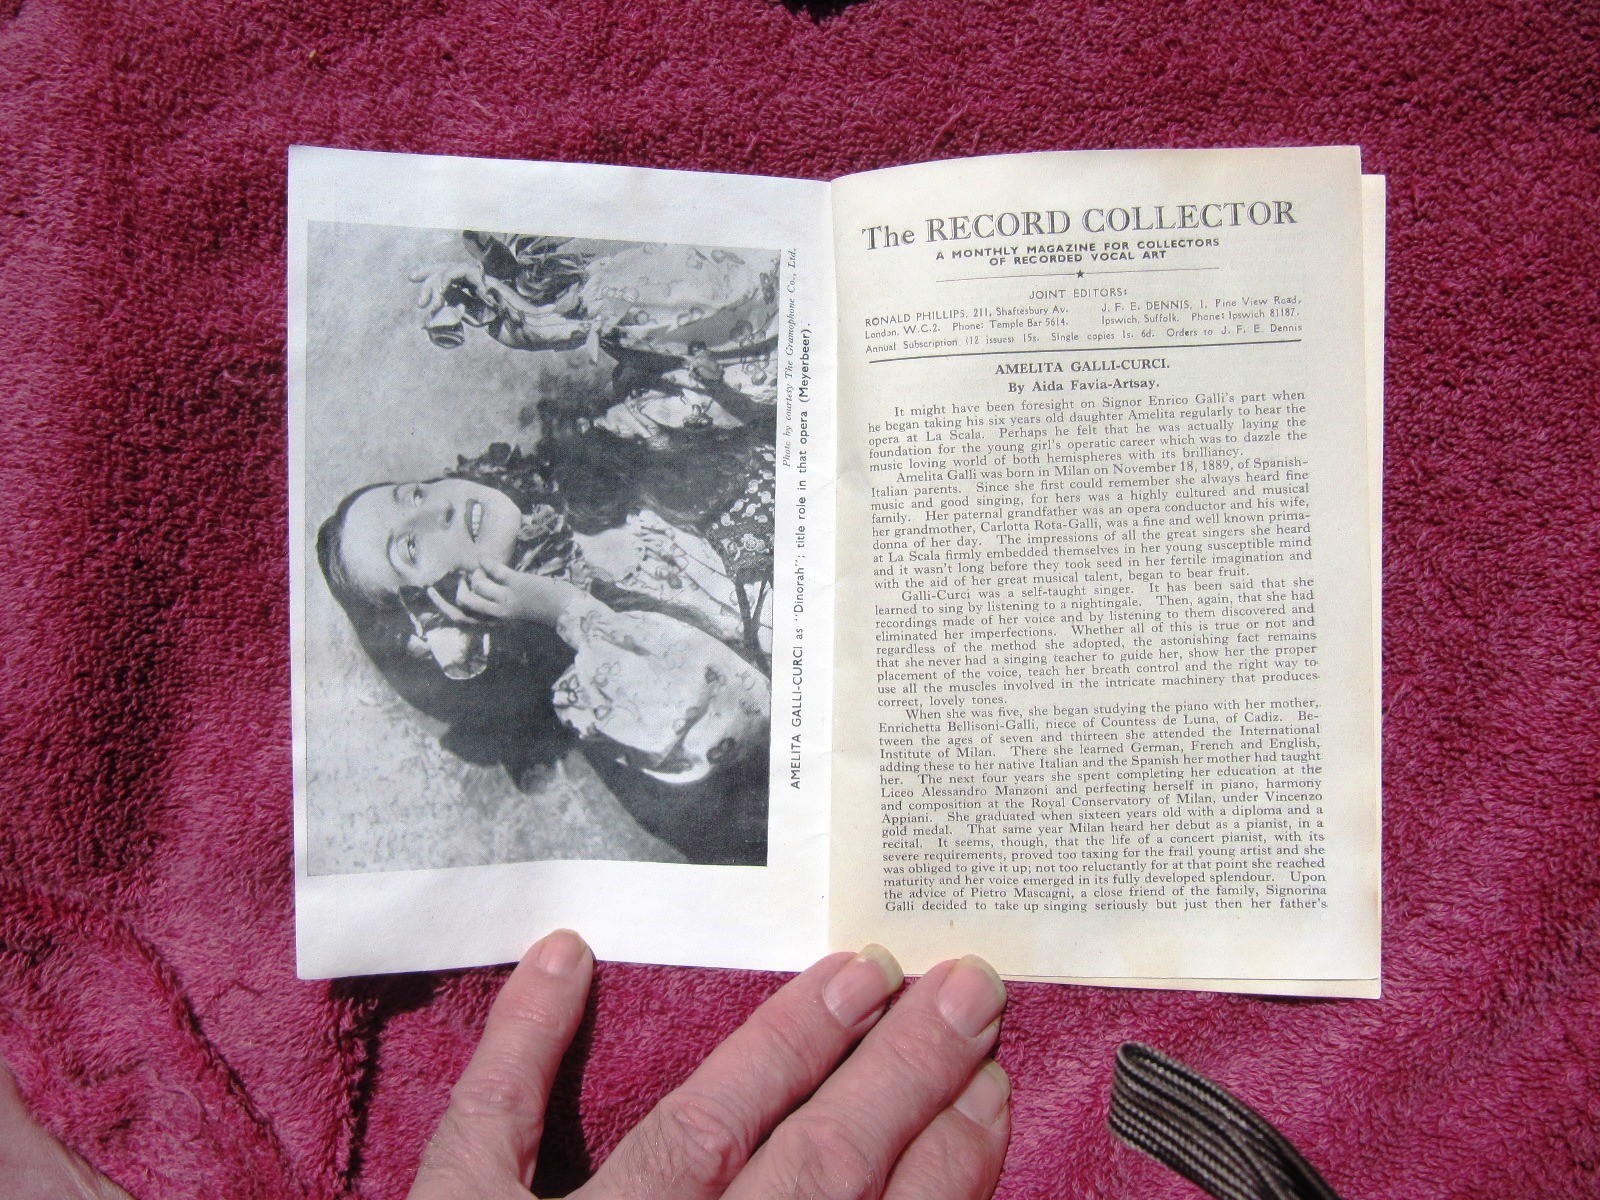 Photo by courtesy The Gramophone Co., Ltd.
AMELITA GALLI-CURCI as "Dinorah"; title role in that opera (Meyerbeer).
The RECORD COLLECTOR
A MONTHLY MAGAZINE FOR COLLECTORS
OF RECORDED VOCAL ART
JOINT EDITORS:
RONALD PHILLIPS, 211, Shaftesbury Av.
London, W.C.2. Phone: Temple Bar 5614.
J. F. E. DENNIS, 1, Pine View Road,
Ipswich, Suffolk. Phone: Ipswich 81187.
Annual Subscription (12 issues) 15s. Single copies 1s. 6d. Orders to J. F. E. Dennis
AMELITA GALLI-CURCI.
By Aida Favia-Artsay.
It might have been foresight on Signor Enrico Galli's part when
he began taking his six years old daughter Amelita regularly to hear the
opera at La Scala. Perhaps he felt that he was actually laying the
foundation for the young girl's operatic career which was to dazzle the
music loving world of both hemispheres with its brilliancy.
Amelita Galli was born in Milan on November 18, 1889, of Spanish-
Italian parents. Since she first could remember she always heard fine
music and good singing, for hers was a highly cultured and musical
family. Her paternal grandfather was an opera conductor and his wife,
her grandmother, Carlotta Rota-Galli, was a fine and well known prima-
donna of her day. The impressions of all the great singers she heard
at La Scala firmly embedded themselves in her young susceptible mind
and it wasn't long before they took seed in her fertile imagination and
with the aid of her great musical talent, began to bear fruit.
Galli-Curci was a self-taught singer. It has been said that she
learned to sing by listening to a nightingale. Then, again, that she had
recordings made of her voice and by listening to them discovered and
eliminated her imperfections. Whether all of this is true or not and
regardless of the method she adopted, the astonishing fact remains
that she never had a singing teacher to guide her, show her the proper
placement of the voice, teach her breath control and the right way to
use all the muscles involved in the intricate machinery that produces
correct, lovely tones.
When she was five, she began studying the piano with her mother,
Enrichetta Bellisoni-Galli, niece of Countess de Luna, of Cadiz. Be-
tween the ages of seven and thirteen she attended the International
Institute of Milan. There she learned German, French and English,
adding these to her native Italian and the Spanish her mother had taught
her. The next four years she spent completing her education at the
Liceo Alessandro Manzoni and perfecting herself in piano, harmony
and composition at the Royal Conservatory of Milan, under Vincenzo
Appiani. She graduated when sixteen years old with a diploma and a
gold medal. That same year Milan heard her debut as a pianist, in a
recital. It seems, though, that the life of a concert pianist, with its
severe requirements, proved too taxing for the frail young artist and she
was obliged to give it up; not too reluctantly for at that point she reached
maturity and her voice emerged in its fully developed splendour. Upon
the advice of Pietro Mascagni, a close friend of the family, Signorina
Galli decided to take up singing seriously but just then her father's